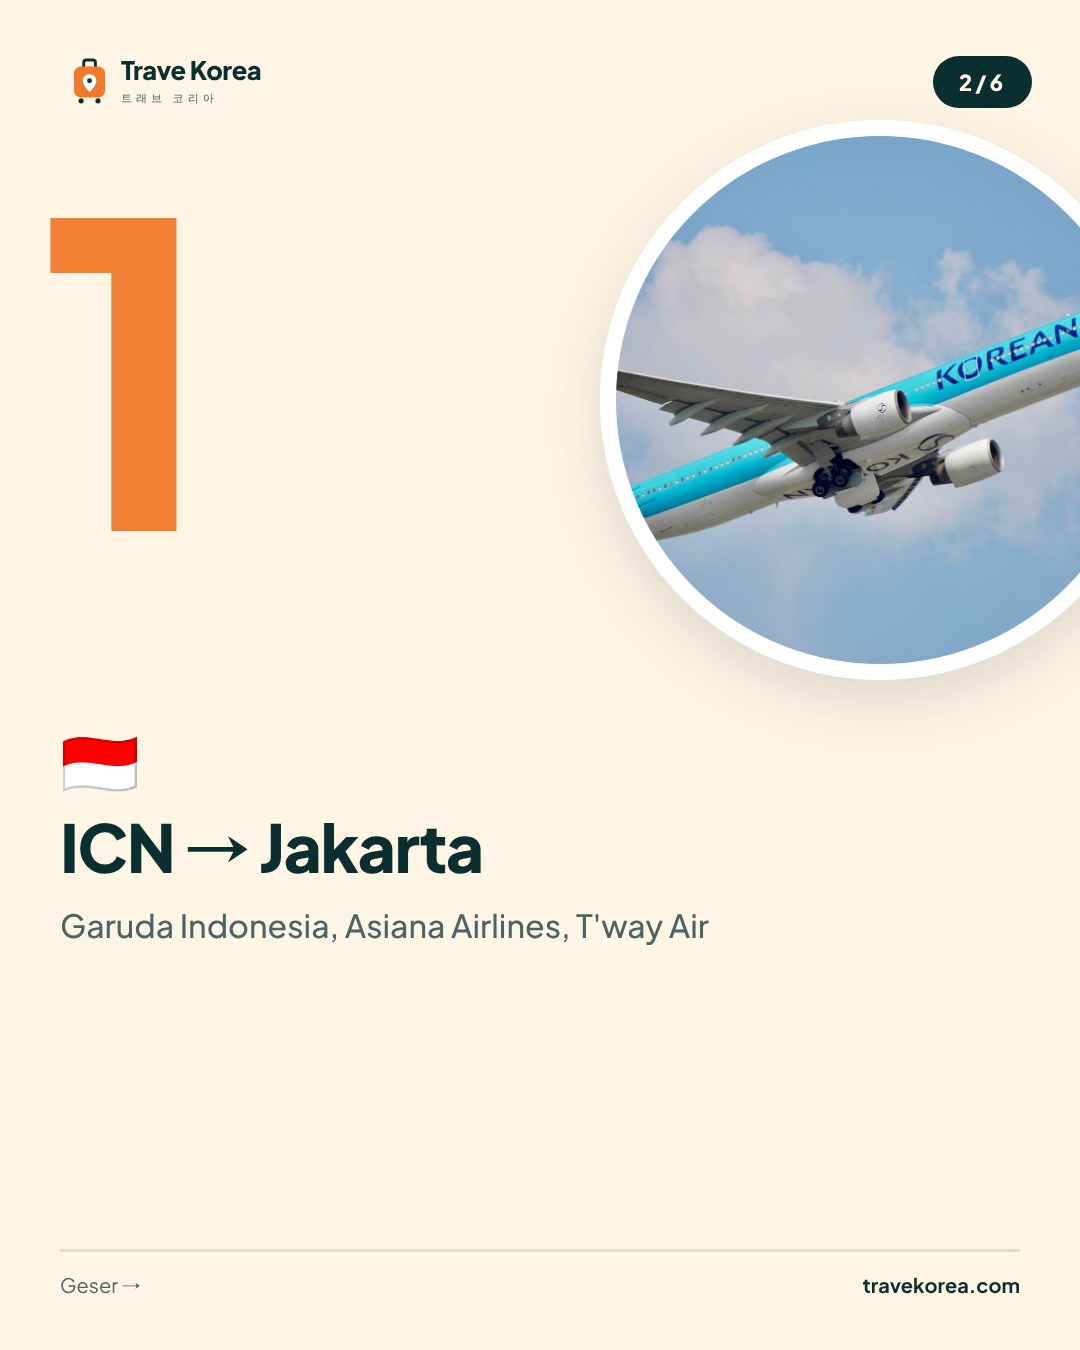 Trave Korea
트래브 코리아
2/6
1
KOREAN
ICN → Jakarta
Garuda Indonesia, Asiana Airlines, T'way Air
Geser →
travekorea.com